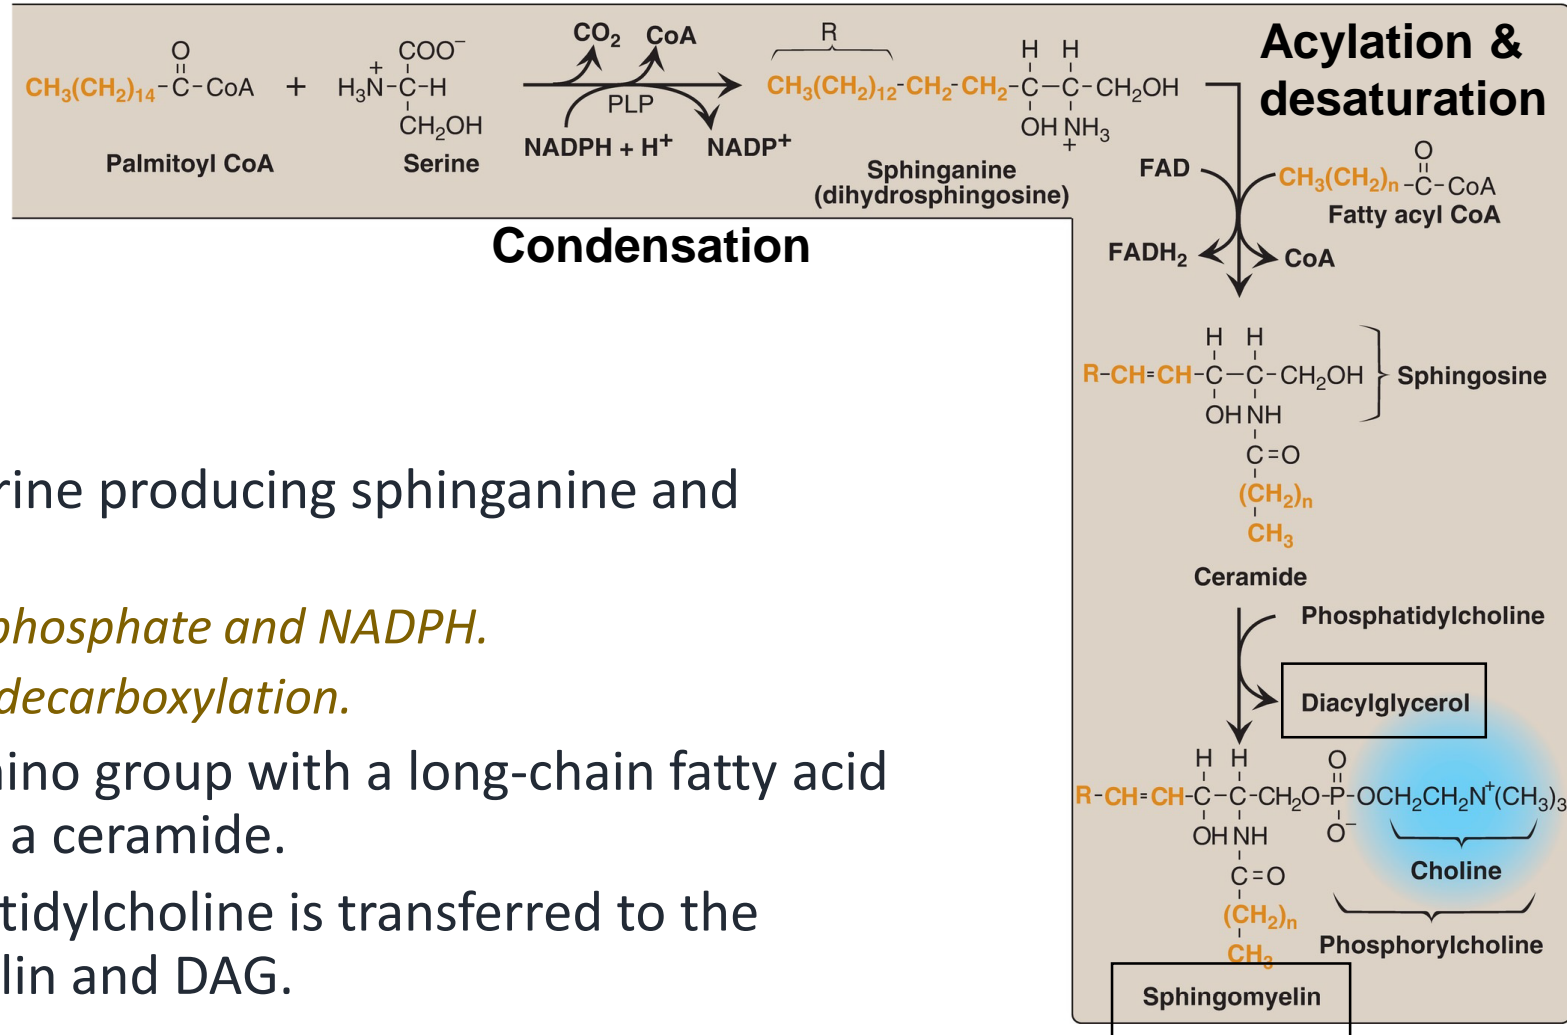 CH₃(CH₂)₁₄-C-CoA
O
+
COO⁻
H₃N⁺-C-H
CH₂OH
Palmitoyl CoA
Serine
CO₂ CoA
PLP
NADPH + H⁺ NADP⁺
R
H H
CH₃(CH₂)₁₂-CH₂-CH₂-C-C-CH₂OH
OH NH₃
+
Sphinganine
(dihydrosphingosine)
Acylation &
desaturation
FAD
O
CH₃(CH₂)ₙ-C-CoA
Fatty acyl CoA
FADH₂
CoA
Condensation
H H
R-CH=CH-C-C-CH₂OH
OH NH
C=O
(CH₂)ₙ
CH₃
Sphingosine
Ceramide
Phosphatidylcholine
Diacylglycerol
H H O
R-CH=CH-C-C-CH₂O-P-OCH₂CH₂N⁺(CH₃)₃
OH NH O⁻
C=O
(CH₂)ₙ
CH₃
Choline
Phosphorylcholine
Sphingomyelin
rine producing sphinganine and
phosphate and NADPH.
decarboxylation.
ino group with a long-chain fatty acid
a ceramide.
tidylcholine is transferred to the
lin and DAG.